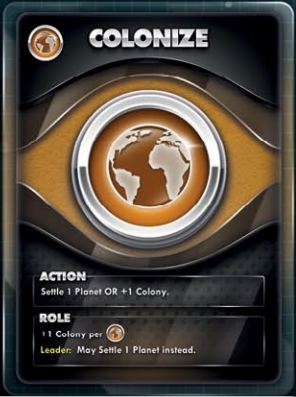 COLONIZE
ACTION
Settle 1 Planet OR +1 Colony.
ROLE
+1 Colony per
Leader: May Settle 1 Planet instead.